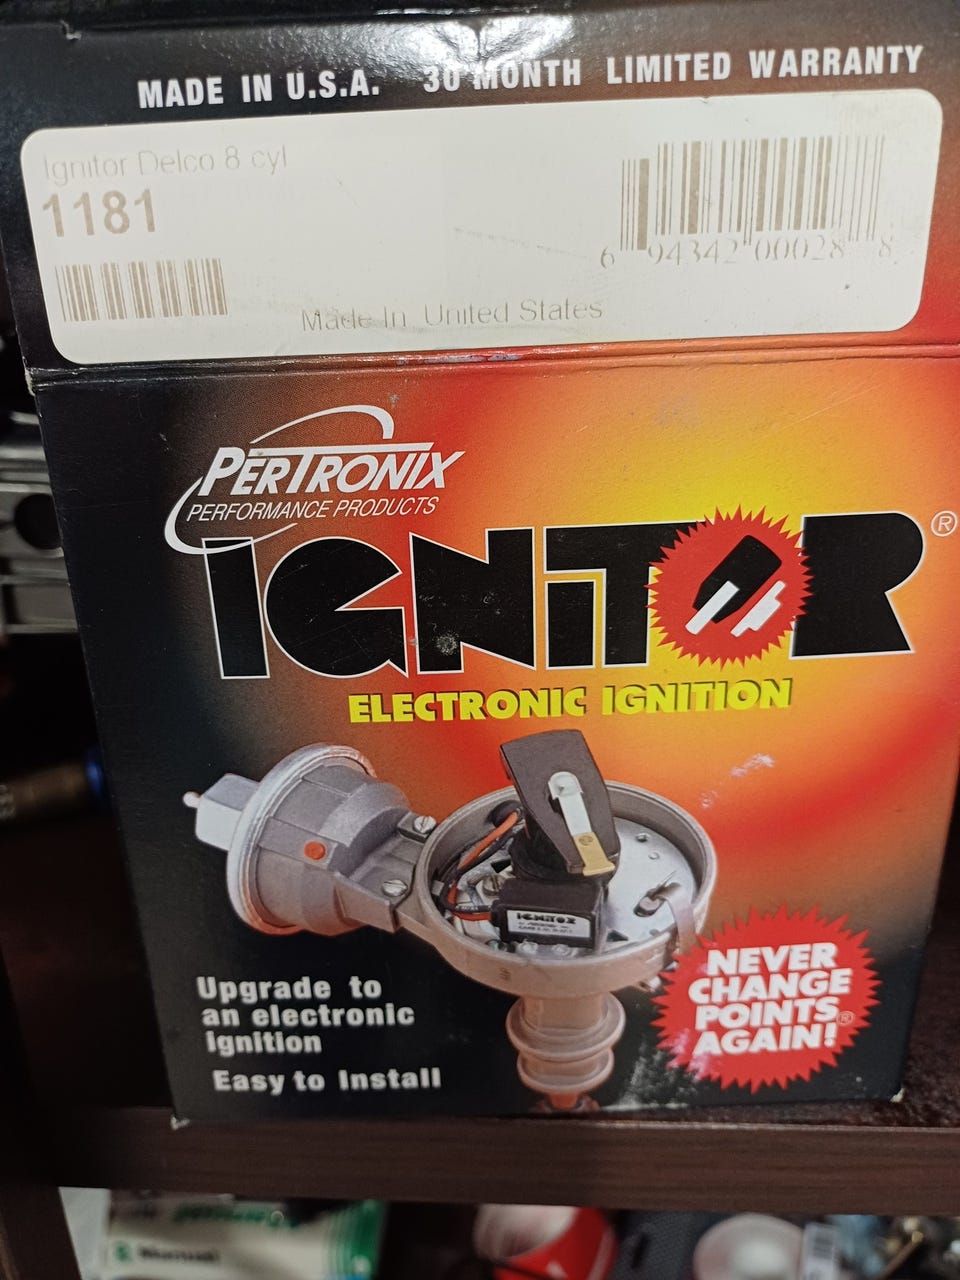 MADE IN U.S.A. 30 MONTH LIMITED WARRANTY
Ignitor Delco 8 cyl
1181
6 94342 00028 8
Made In United States
PERTRONIX
PERFORMANCE PRODUCTS
IGNITOR®
ELECTRONIC IGNITION
IGNITOR
Upgrade to
an electronic
ignition
Easy to Install
NEVER
CHANGE
POINTS®
AGAIN!
Manual